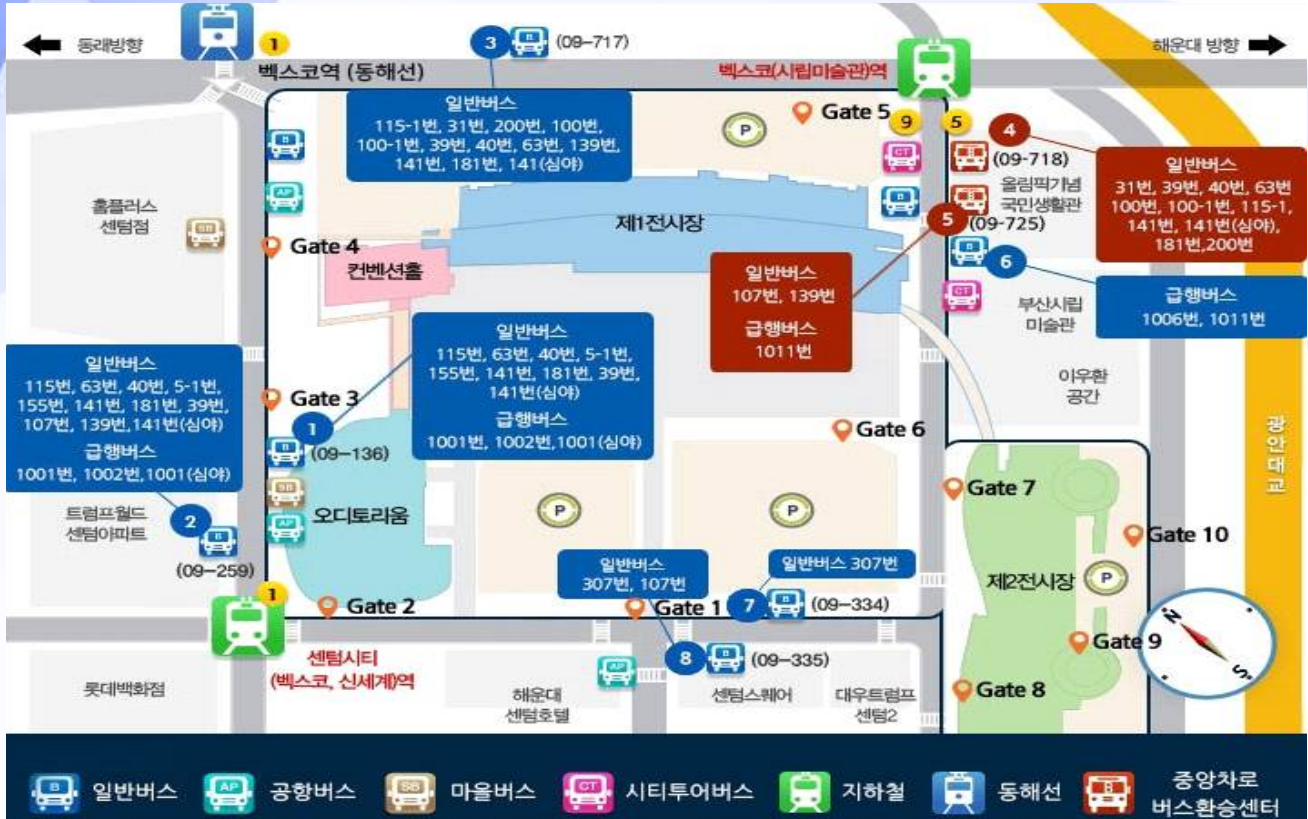 동래방향
1
3
B
(09-717)
해운대 방향
벡스코역 (동해선)
벡스코(시립미술관)역
일반버스
115-1번, 31번, 200번, 100번,
100-1번, 39번, 40번, 63번, 139번,
141번, 181번, 141(심야)
P
Gate 5
9
5
4
B
AP
CT
B
B
(09-718)
올림픽기념
국민생활관
B
5
(09-725)
일반버스
31번, 39번, 40번, 63번
100번, 100-1번, 115-1,
141번, 141번(심야),
181번,200번
홈플러스
센텀점
SB
Gate 4
컨벤션홀
제1전시장
일반버스
107번, 139번
급행버스
1011번
B
6
CT
부산시립
미술관
급행버스
1006번, 1011번
이우환
공간
일반버스
115번, 63번, 40번, 5-1번,
155번, 141번, 181번, 39번,
107번, 139번,141번(심야)
급행버스
1001번, 1002번,1001(심야)
일반버스
115번, 63번, 40번, 5-1번,
155번, 141번, 181번, 39번,
141번(심야)
급행버스
1001번, 1002번,1001(심야)
Gate 3
1
B
(09-136)
SB
AP
오디토리움
Gate 6
광안대교
Gate 7
트럼프월드
센텀아파트
2
B
(09-259)
P
P
Gate 10
일반버스
307번, 107번
일반버스 307번
제2전시장
P
1
Gate 2
Gate 1
7
B
(09-334)
N
S
Gate 9
센텀시티
(벡스코, 신세계)역
8
B
(09-335)
AP
롯데백화점
해운대
센텀호텔
센텀스퀘어
대우트럼프
센텀2
Gate 8
B
일반버스
AP
공항버스
SB
마을버스
CT
시티투어버스
지하철
동해선
B
중앙차로
버스환승센터